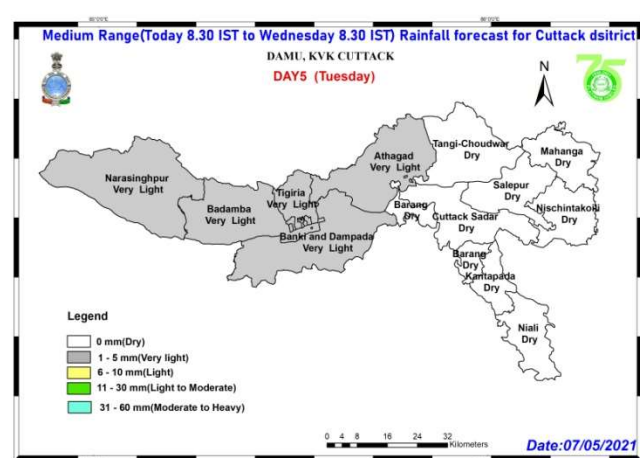 Medium Range(Today 8.30 IST to Wednesday 8.30 IST) Rainfall forecast for Cuttack dsitrict
DAMU, KVK CUTTACK
DAY5 (Tuesday)
75
N
Tangi-Choudwar
Dry
Mahanga
Dry
Athagad
Very Light
Narasinghpur
Very Light
Salepur
Dry
Tigiria
Very Light
Badamba
Very Light
Barang
Dry
Nischintakoili
Dry
Cuttack Sadar
Dry
Banki and Dampada
Very Light
Barang
Dry
Kantapada
Dry
Niali
Dry
Legend
0 mm(Dry)
1 - 5 mm(Very light)
6 - 10 mm(Light)
11 - 30 mm(Light to Moderate)
31 - 60 mm(Moderate to Heavy)
0 4 8 16 24 32
Kilometers
Date:07/05/2021